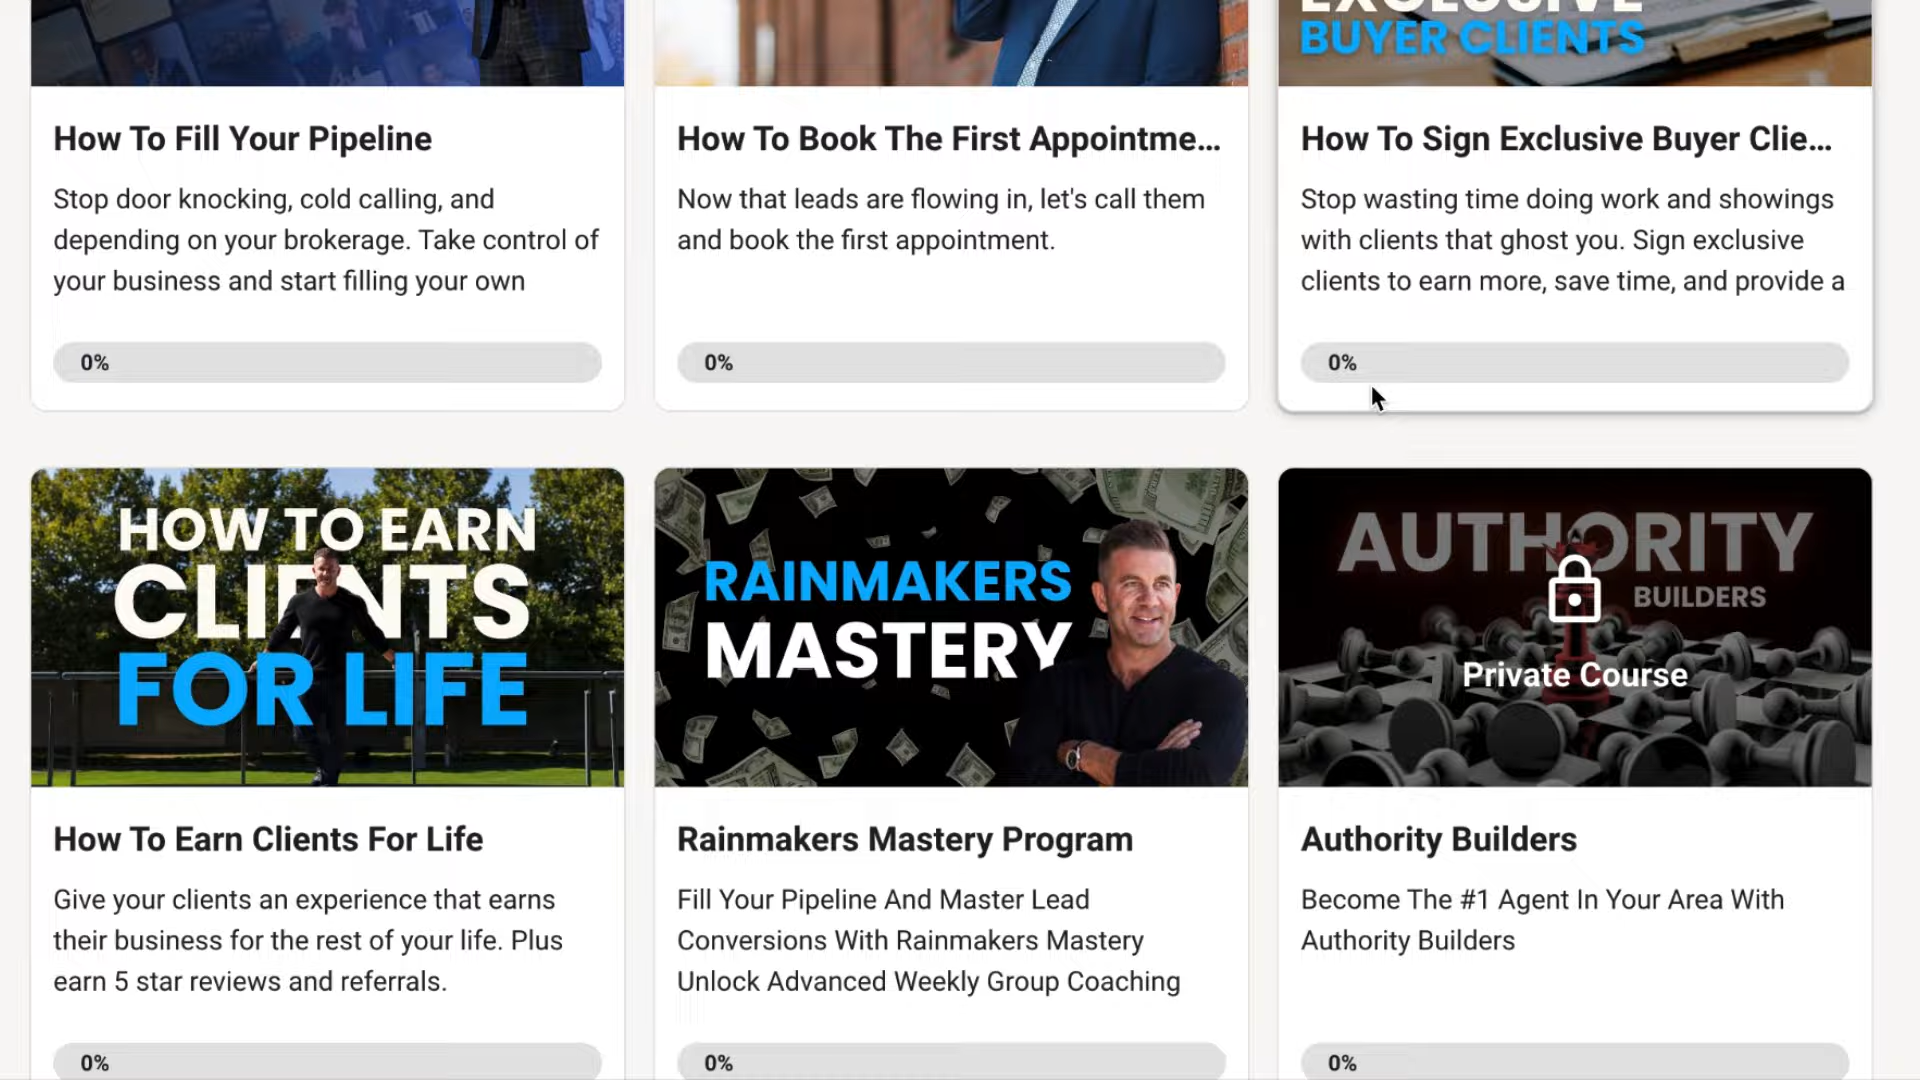 EXCLUSIVE
BUYER CLIENTS
How To Fill Your Pipeline
Stop door knocking, cold calling, and
depending on your brokerage. Take control of
your business and start filling your own
0%
How To Book The First Appointme...
Now that leads are flowing in, let's call them
and book the first appointment.
0%
How To Sign Exclusive Buyer Clie...
Stop wasting time doing work and showings
with clients that ghost you. Sign exclusive
clients to earn more, save time, and provide a
0%
HOW TO EARN
CLIENTS
FOR LIFE
How To Earn Clients For Life
Give your clients an experience that earns
their business for the rest of your life. Plus
earn 5 star reviews and referrals.
0%
RAINMAKERS
MASTERY
Rainmakers Mastery Program
Fill Your Pipeline And Master Lead
Conversions With Rainmakers Mastery
Unlock Advanced Weekly Group Coaching
0%
AUTHORITY
BUILDERS
Private Course
Authority Builders
Become The #1 Agent In Your Area With
Authority Builders
0%